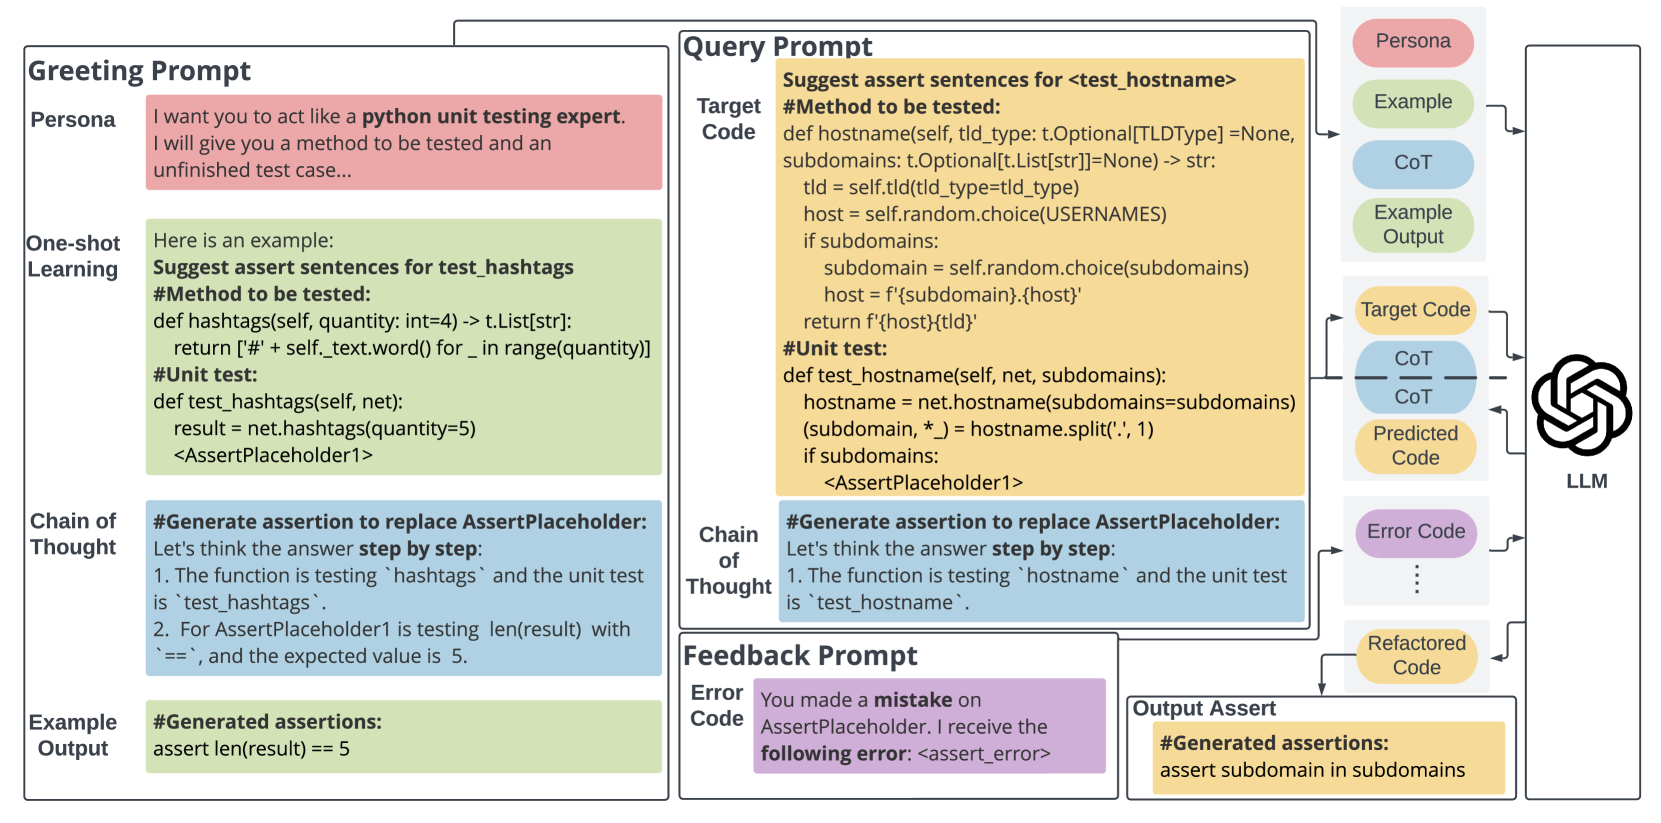 Greeting Prompt
Persona
I want you to act like a python unit testing expert.
I will give you a method to be tested and an
unfinished test case...
One-shot
Learning
Here is an example:
Suggest assert sentences for test_hashtags
#Method to be tested:
def hashtags(self, quantity: int=4) -> t.List[str]:
return ['#' + self._text.word() for _ in range(quantity)]
#Unit test:
def test_hashtags(self, net):
result = net.hashtags(quantity=5)
<AssertPlaceholder1>
Chain of
Thought
#Generate assertion to replace AssertPlaceholder:
Let's think the answer step by step:
1. The function is testing `hashtags` and the unit test
is `test_hashtags`.
2. For AssertPlaceholder1 is testing len(result) with
`==`, and the expected value is 5.
Example
Output
#Generated assertions:
assert len(result) == 5
Query Prompt
Target
Code
Suggest assert sentences for <test_hostname>
#Method to be tested:
def hostname(self, tld_type: t.Optional[TLDType] =None,
subdomains: t.Optional[t.List[str]]=None) -> str:
tld = self.tld(tld_type=tld_type)
host = self.random.choice(USERNAMES)
if subdomains:
subdomain = self.random.choice(subdomains)
host = f'{subdomain}.{host}'
return f'{host}{tld}'
#Unit test:
def test_hostname(self, net, subdomains):
hostname = net.hostname(subdomains=subdomains)
(subdomain, *_) = hostname.split('.', 1)
if subdomains:
<AssertPlaceholder1>
Chain
of
Thought
#Generate assertion to replace AssertPlaceholder:
Let's think the answer step by step:
1. The function is testing `hostname` and the unit test
is `test_hostname`.
Feedback Prompt
Error
Code
You made a mistake on
AssertPlaceholder. I receive the
following error: <assert_error>
Persona
Example
CoT
Example
Output
Target Code
CoT
CoT
Predicted
Code
Error Code
⋮
Refactored
Code
Output Assert
#Generated assertions:
assert subdomain in subdomains
LLM